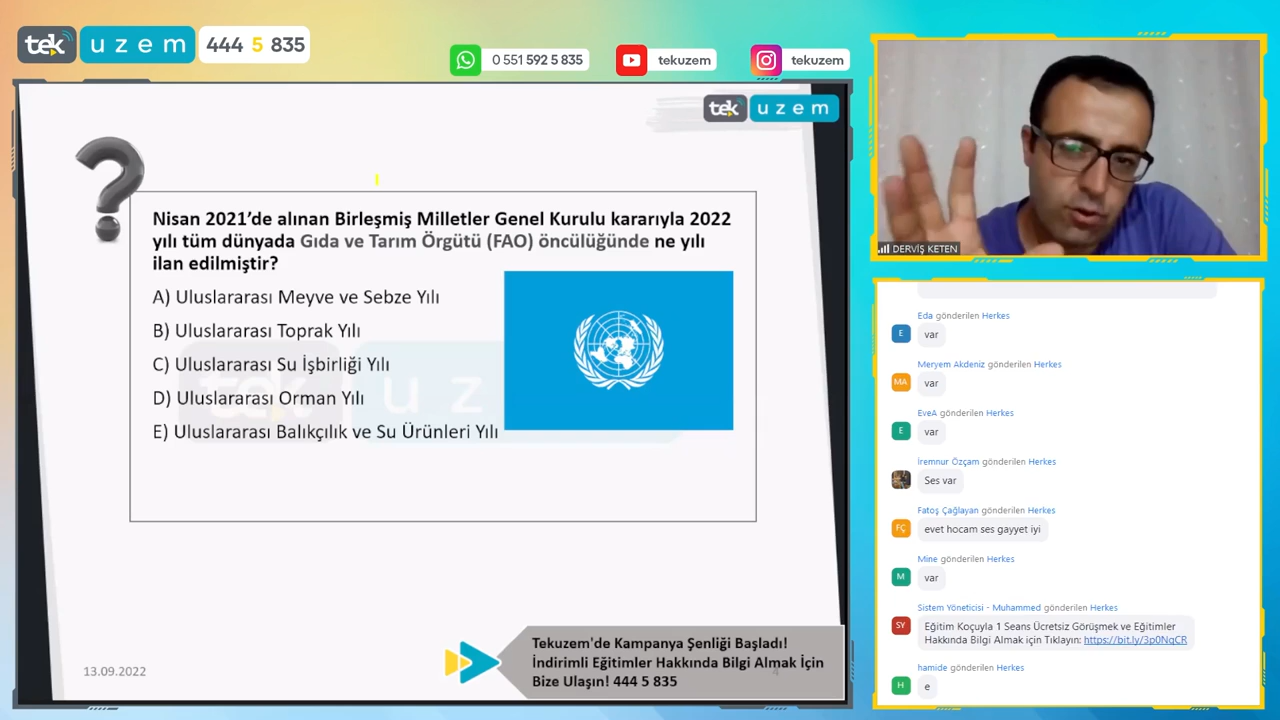 tek uzem 444 5 835
0 551 592 5 835
tekuzem
tekuzem
tek uzem
Nisan 2021’de alınan Birleşmiş Milletler Genel Kurulu kararıyla 2022
yılı tüm dünyada Gıda ve Tarım Örgütü (FAO) öncülüğünde ne yılı
ilan edilmiştir?
A) Uluslararası Meyve ve Sebze Yılı
B) Uluslararası Toprak Yılı
C) Uluslararası Su İşbirliği Yılı
D) Uluslararası Orman Yılı
E) Uluslararası Balıkçılık ve Su Ürünleri Yılı
13.09.2022
4
Tekuzem'de Kampanya Şenliği Başladı!
İndirimli Eğitimler Hakkında Bilgi Almak İçin
Bize Ulaşın! 444 5 835
DERVİŞ KETEN
Eda gönderilen Herkes
E
var
Meryem Akdeniz gönderilen Herkes
MA
var
EveA gönderilen Herkes
E
var
İremnur Özçam gönderilen Herkes
Ses var
Fatoş Çağlayan gönderilen Herkes
FÇ
evet hocam ses gayyet iyi
Mine gönderilen Herkes
M
var
Sistem Yöneticisi - Muhammed gönderilen Herkes
SY
Eğitim Koçuyla 1 Seans Ücretsiz Görüşmek ve Eğitimler
Hakkında Bilgi Almak için Tıklayın: https://bit.ly/3p0NqCR
hamide gönderilen Herkes
H
e